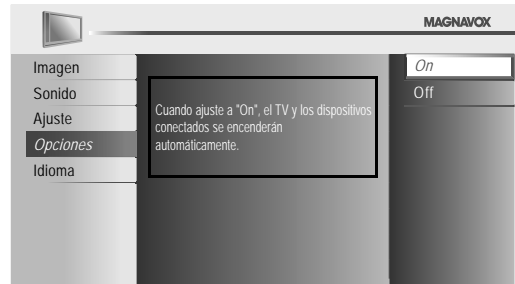 MAGNAVOX
Imagen
Sonido
Ajuste
Opciones
Idioma
Cuando ajuste a "On", el TV y los dispositivos
conectados se encenderán
automáticamente.
On
Off